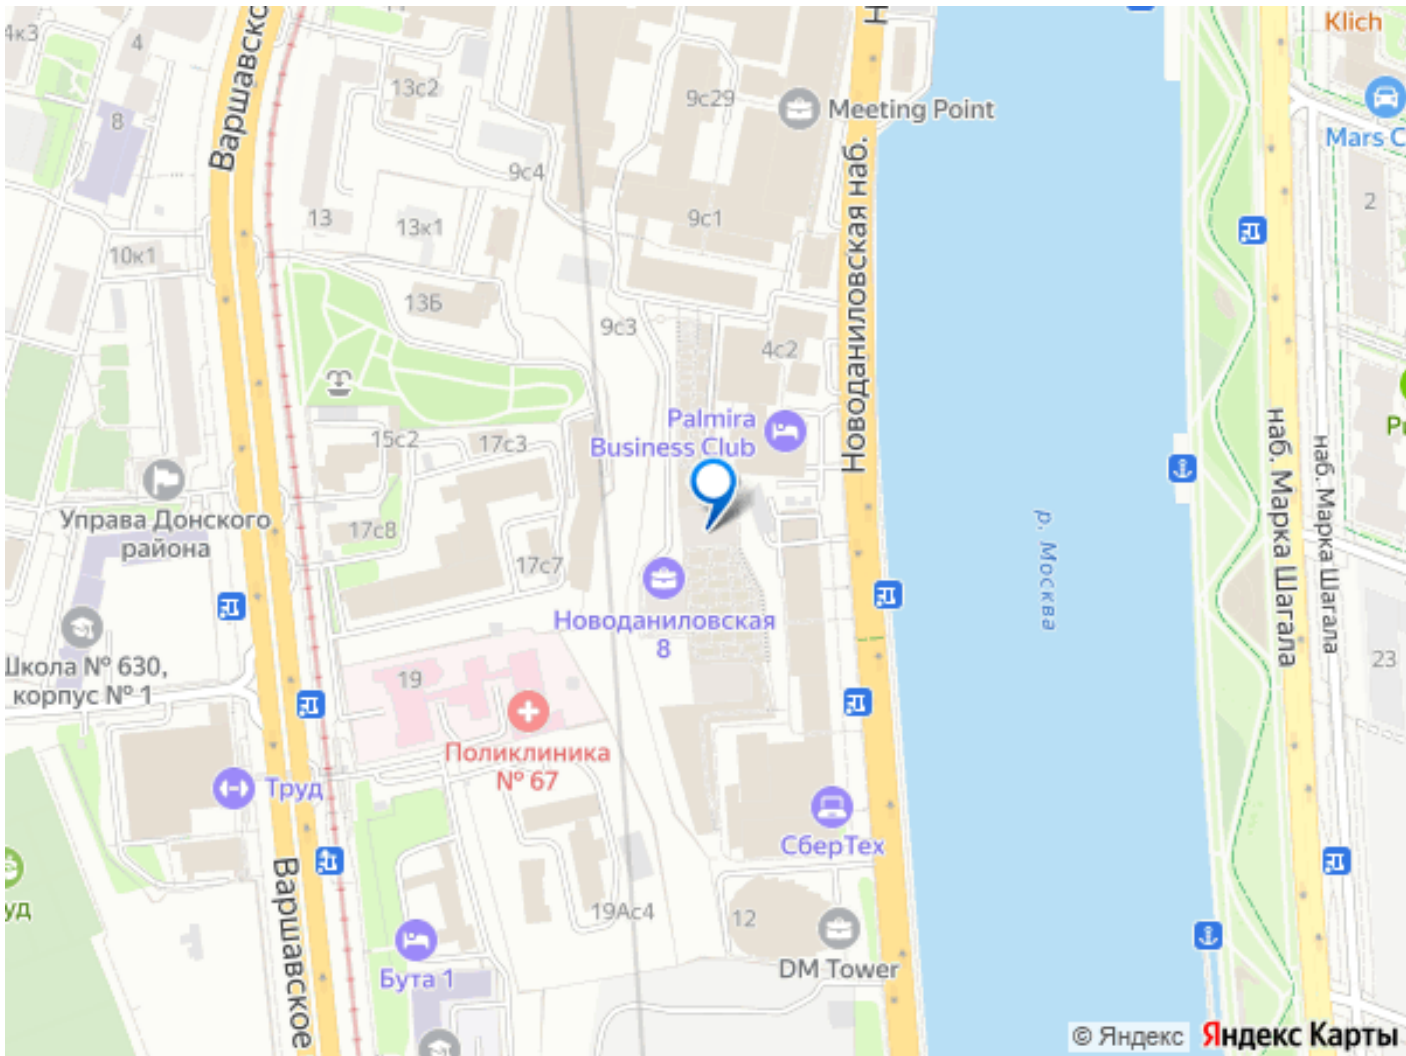 4к3
4
Варшавско
13с2
9с29
Meeting Point
Н
Klich
Mars C
8
9с4
2
13
13к1
9с1
10к1
13Б
9с3
4с2
Новоданиловская наб.
Palmira
Business Club
15с2
17с3
Управа Донского
района
17с8
17с7
р. Москва
наб. Марка Шагала
наб. Марка Шагала
Новоданиловская
8
Школа № 630,
корпус № 1
19
23
Поликлиника
№ 67
Труд
СберТех
уд
Варшавское
19Ас4
12
DM Tower
Бута 1
© Яндекс
Яндекс Карты